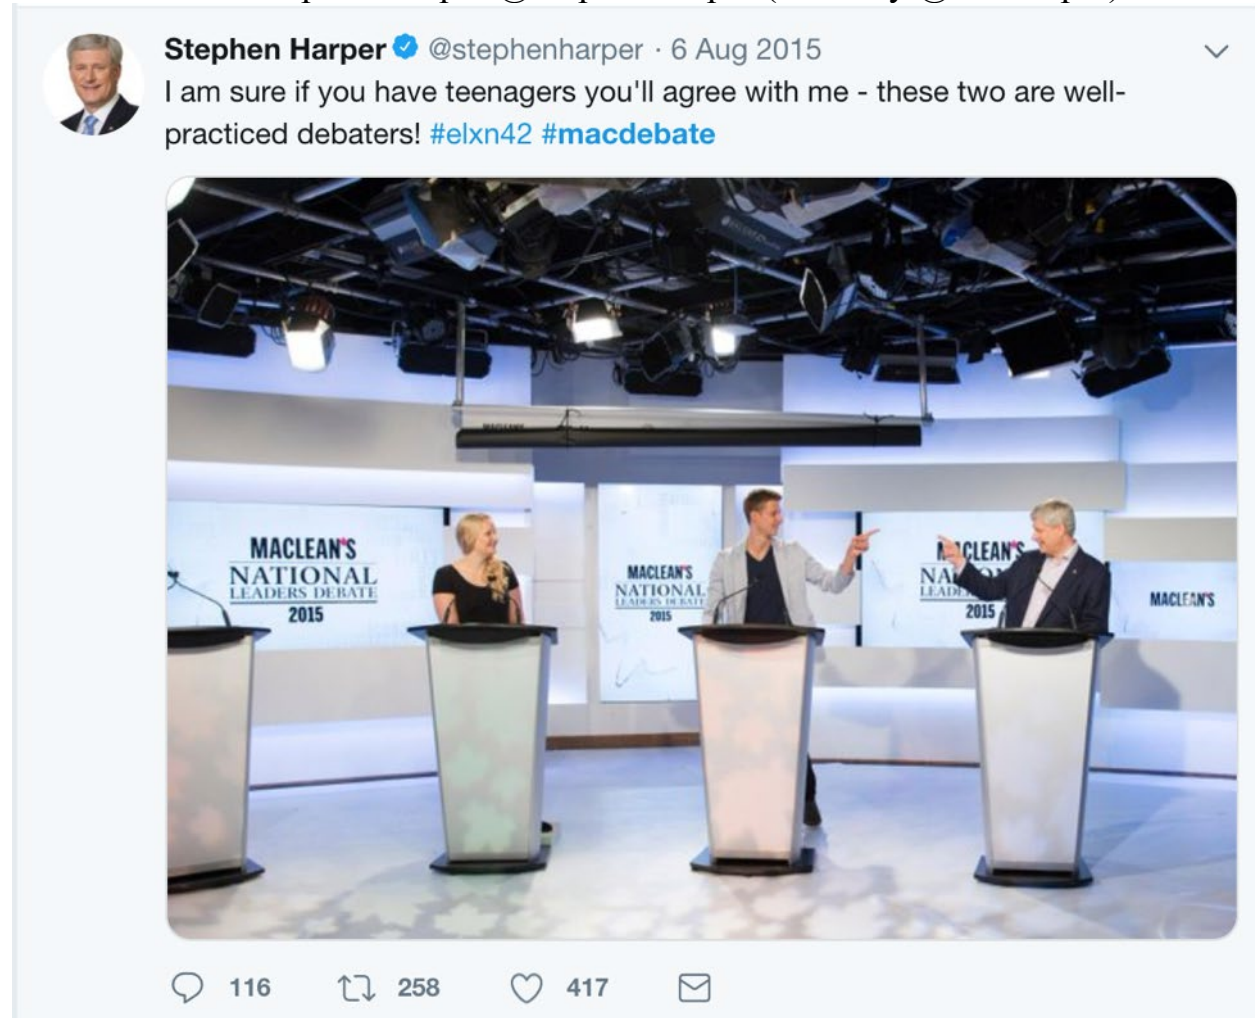 Stephen Harper @stephenharper · 6 Aug 2015
I am sure if you have teenagers you'll agree with me - these two are well-
practiced debaters! #elxn42 #macdebate
MACLEAN'S
NATIONAL
LEADERS DEBATE
2015
MACLEAN'S
NATIONAL
LEADERS DEBATE
2015
CLEAN'S
2015
MACLEAN'S
116 258 417